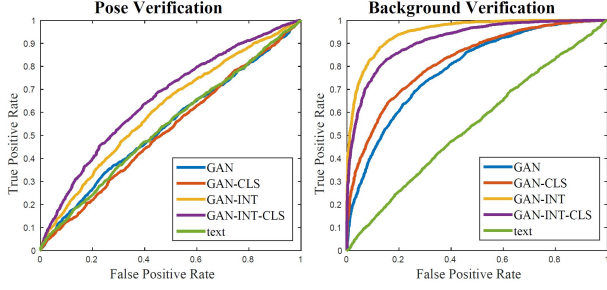 Pose Verification
1
0.9
0.8
0.7
0.6
0.5
0.4
0.3
0.2
0.1
0
True Positive Rate
GAN
GAN-CLS
GAN-INT
GAN-INT-CLS
text
0 0.2 0.4 0.6 0.8 1
False Positive Rate
Background Verification
1
0.9
0.8
0.7
0.6
0.5
0.4
0.3
0.2
0.1
0
True Positive Rate
GAN
GAN-CLS
GAN-INT
GAN-INT-CLS
text
0 0.2 0.4 0.6 0.8 1
False Positive Rate